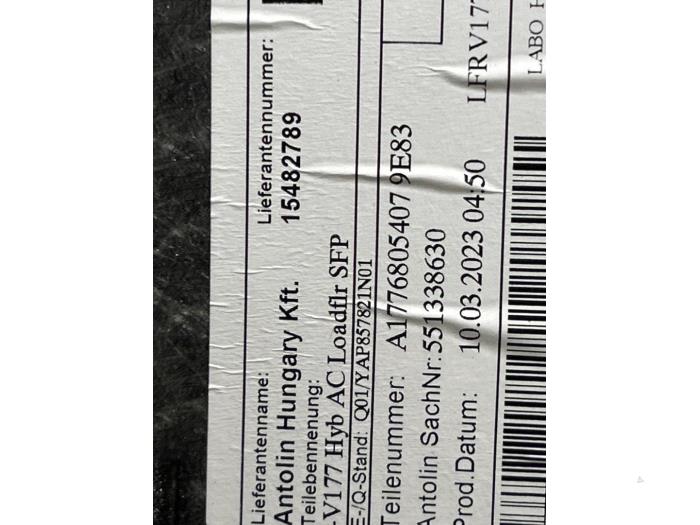 Lieferantenname: Lieferantennummer:
Antolin Hungary Kft. 15482789
Teilebennenung:
-V177 Hyb AC Loadflr SFP
E-/Q-Stand: Q01/YAP857821N01
Teilenummer: A1776805407 9E83
Antolin SachNr:551338630
Prod.Datum: 10.03.2023 04:50 LFRV177
LABO